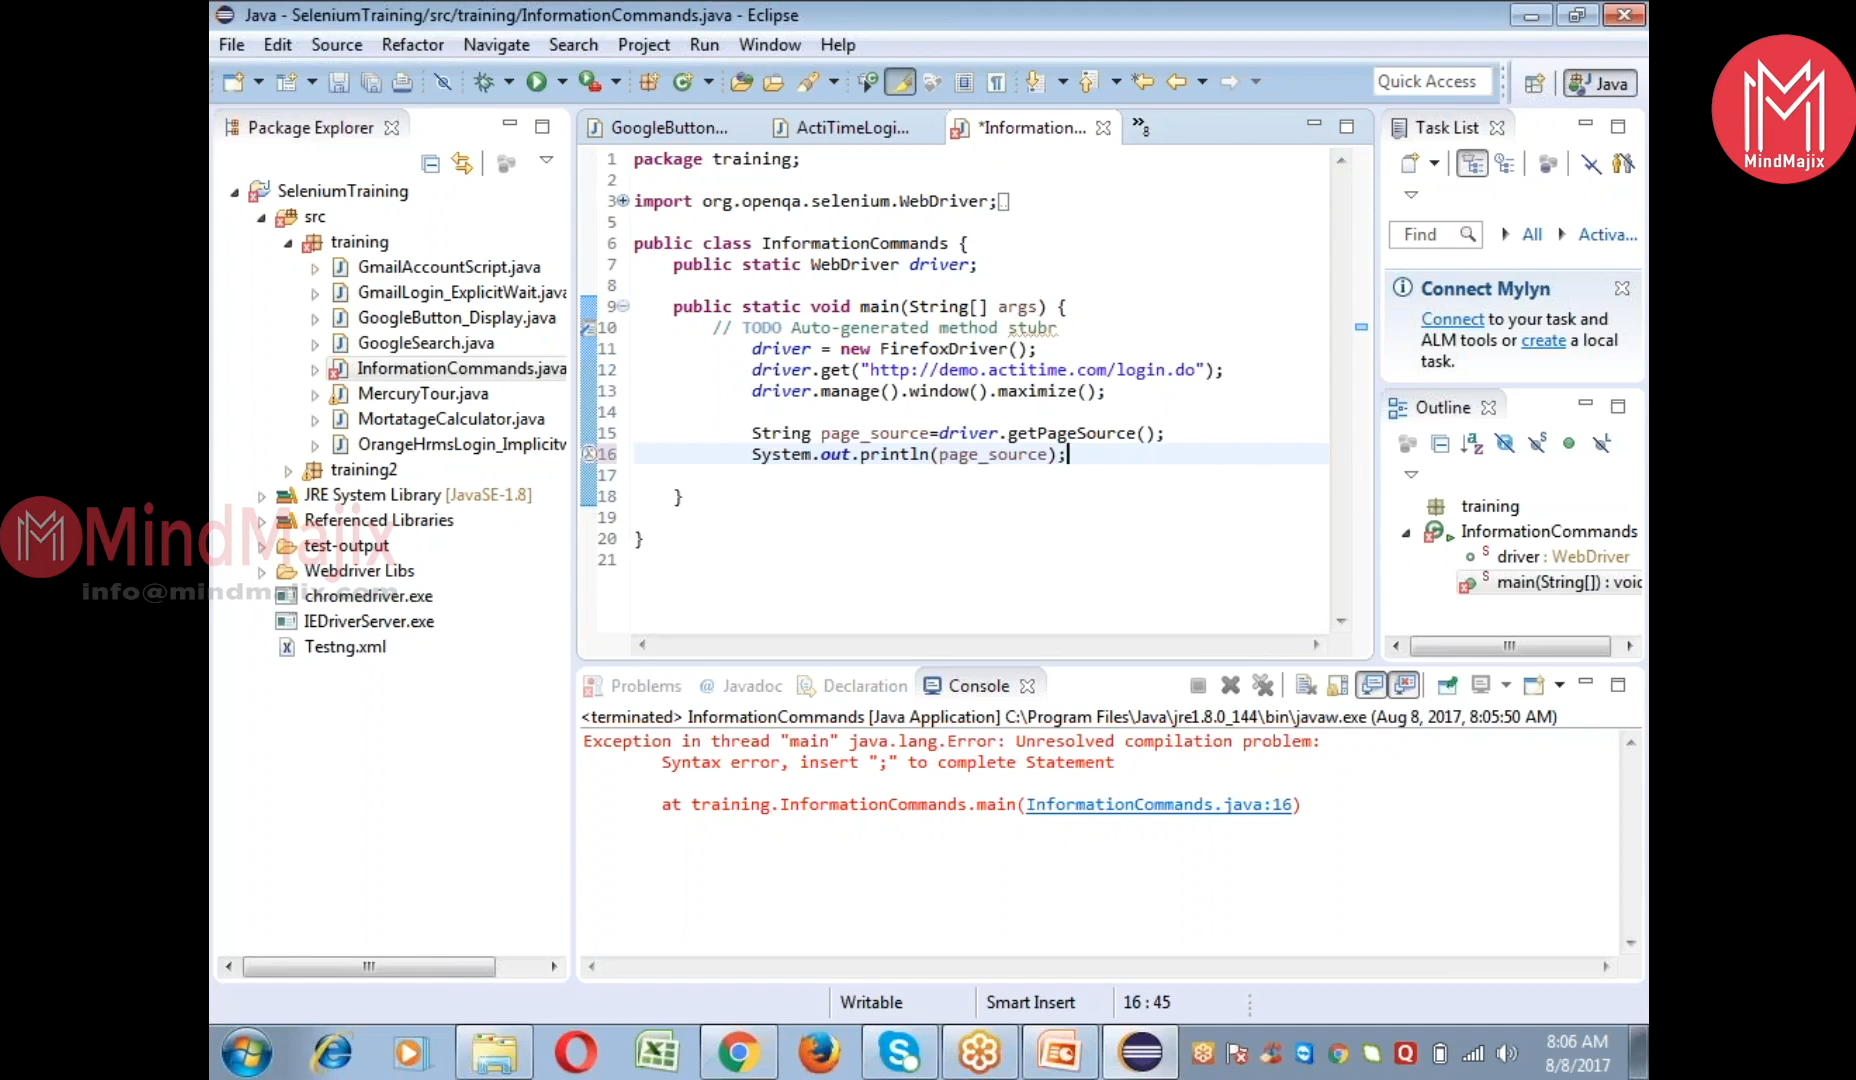 Java - SeleniumTraining/src/training/InformationCommands.java - Eclipse
File Edit Source Refactor Navigate Search Project Run Window Help
Quick Access
Java
MindMajix
Package Explorer
SeleniumTraining
src
training
GmailAccountScript.java
GmailLogin_ExplicitWait.java
GoogleButton_Display.java
GoogleSearch.java
InformationCommands.java
MercuryTour.java
MortatageCalculator.java
OrangeHrmsLogin_Implicitw
training2
JRE System Library [JavaSE-1.8]
Referenced Libraries
test-output
Webdriver Libs
chromedriver.exe
IEDriverServer.exe
Testng.xml
MindMajix
info@mindmajix.com
GoogleButton... ActiTimeLogi... *Information... »8
1 package training;
2
3 import org.openqa.selenium.WebDriver;
5
6 public class InformationCommands {
7 public static WebDriver driver;
8
9 public static void main(String[] args) {
10 // TODO Auto-generated method stubr
11 driver = new FirefoxDriver();
12 driver.get("http://demo.actitime.com/login.do");
13 driver.manage().window().maximize();
14
15 String page_source=driver.getPageSource();
16 System.out.println(page_source);
17
18 }
19
20 }
21
Task List
Find All Activa...
Connect Mylyn
Connect to your task and
ALM tools or create a local
task.
Outline
training
InformationCommands
driver : WebDriver
main(String[]) : voic
Problems @ Javadoc Declaration Console
<terminated> InformationCommands [Java Application] C:\Program Files\Java\jre1.8.0_144\bin\javaw.exe (Aug 8, 2017, 8:05:50 AM)
Exception in thread "main" java.lang.Error: Unresolved compilation problem:
Syntax error, insert ";" to complete Statement
at training.InformationCommands.main(InformationCommands.java:16)
Writable Smart Insert 16 : 45
8:06 AM
8/8/2017